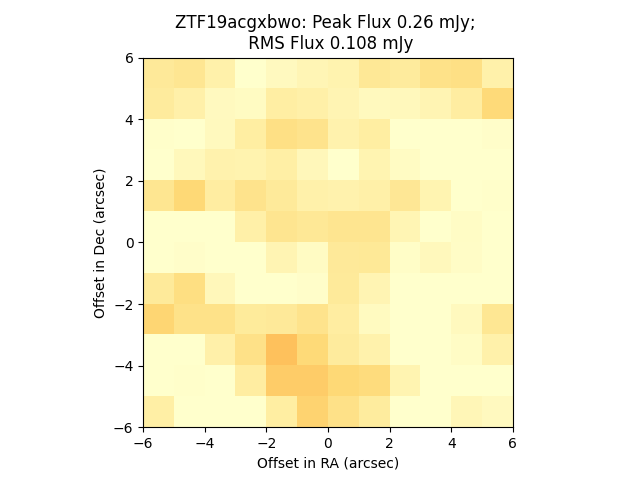 ZTF19acgxbwo: Peak Flux 0.26 mJy;
RMS Flux 0.108 mJy
6
4
2
0
−2
−4
−6
Offset in Dec (arcsec)
−6 −4 −2 0 2 4 6
Offset in RA (arcsec)